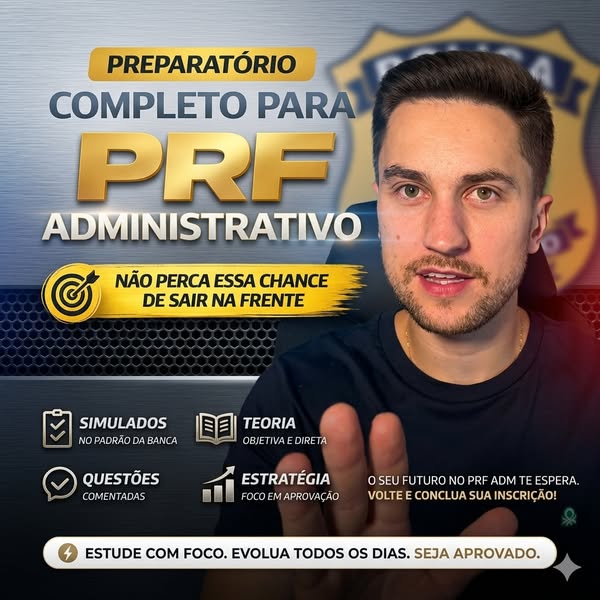 PREPARATÓRIO
COMPLETO PARA
PRF
ADMINISTRATIVO
NÃO PERCA ESSA CHANCE
DE SAIR NA FRENTE
SIMULADOS
NO PADRÃO DA BANCA
TEORIA
OBJETIVA E DIRETA
QUESTÕES
COMENTADAS
ESTRATÉGIA
FOCO EM APROVAÇÃO
O SEU FUTURO NO PRF ADM TE ESPERA.
VOLTE E CONCLUA SUA INSCRIÇÃO!
ESTUDE COM FOCO. EVOLUA TODOS OS DIAS. SEJA APROVADO.